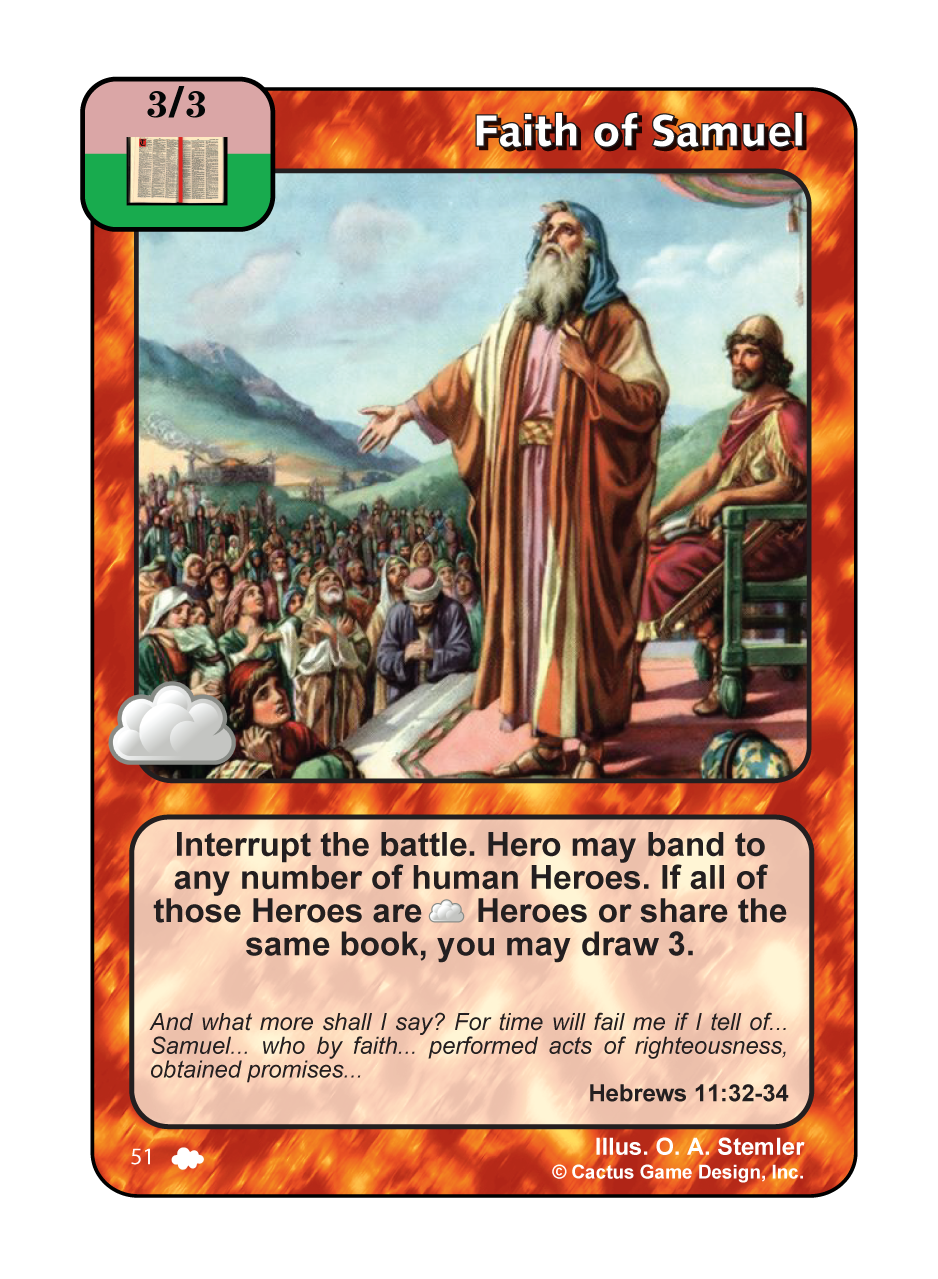 3/3
Faith of Samuel
Interrupt the battle. Hero may band to
any number of human Heroes. If all of
those Heroes are Heroes or share the
same book, you may draw 3.
And what more shall I say? For time will fail me if I tell of...
Samuel... who by faith... performed acts of righteousness,
obtained promises...
Hebrews 11:32-34
51
Illus. O. A. Stemler
© Cactus Game Design, Inc.